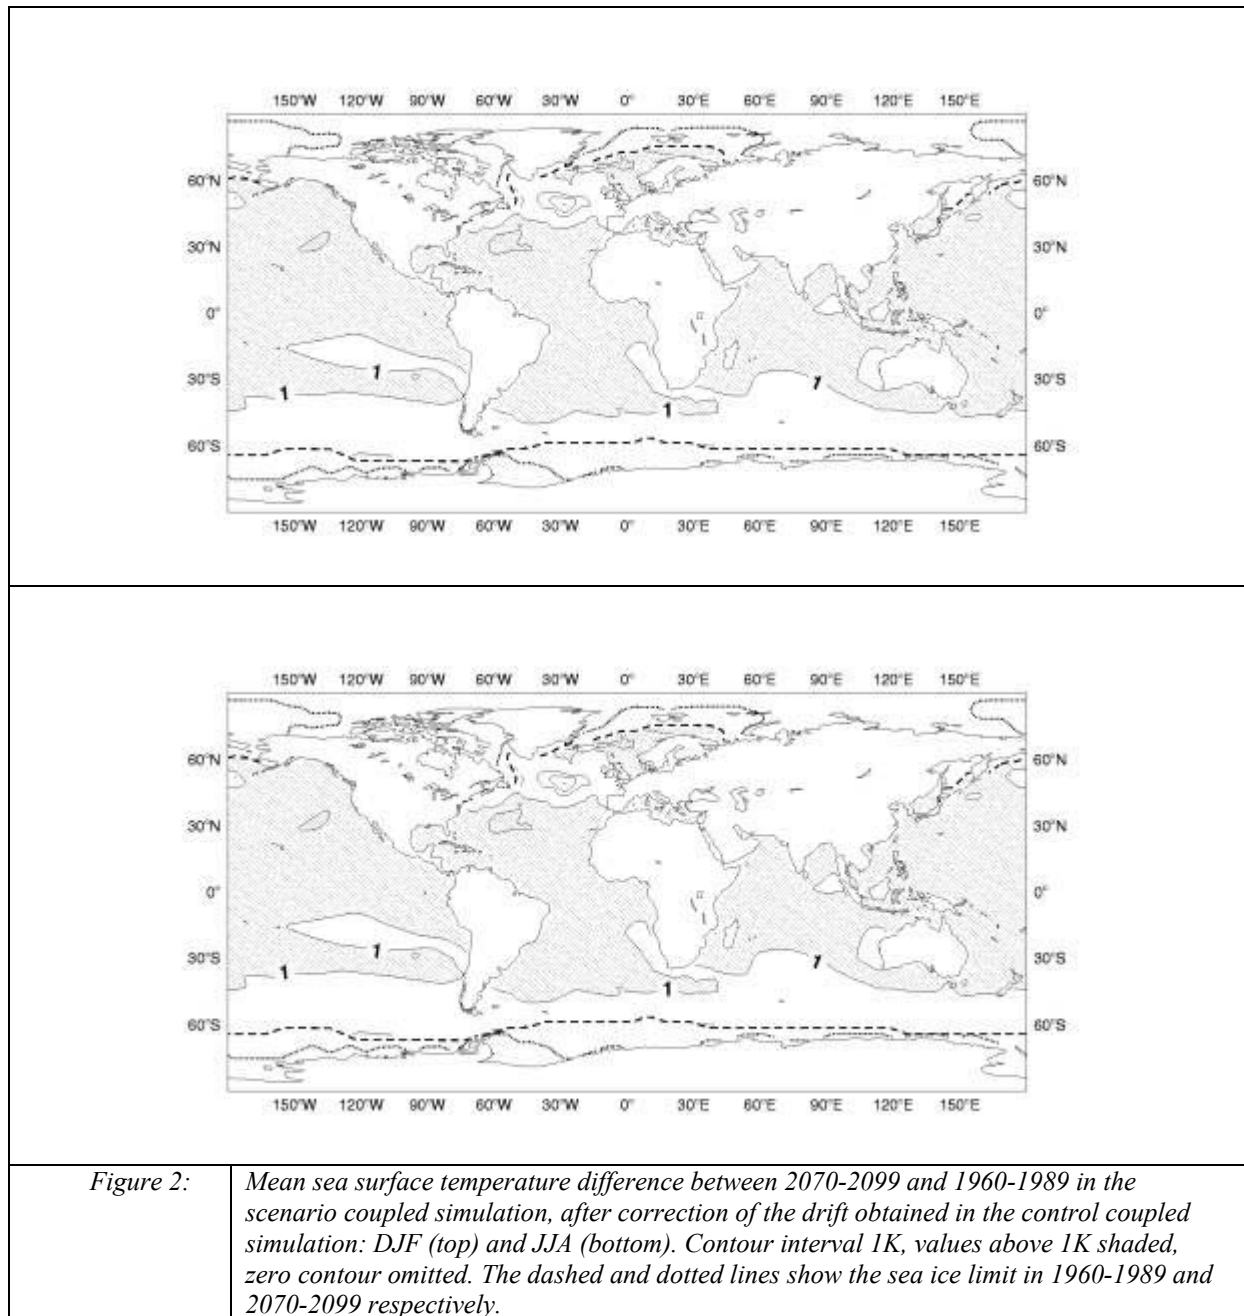 150°W 120°W 90°W 60°W 30°W 0° 30°E 60°E 90°E 120°E 150°E
60°N 60°N
30°N 30°N
0° 0°
1
30°S 1 1 30°S
1
60°S 60°S
150°W 120°W 90°W 60°W 30°W 0° 30°E 60°E 90°E 120°E 150°E
150°W 120°W 90°W 60°W 30°W 0° 30°E 60°E 90°E 120°E 150°E
60°N 60°N
30°N 30°N
0° 0°
1
30°S 1 1 30°S
1
60°S 60°S
150°W 120°W 90°W 60°W 30°W 0° 30°E 60°E 90°E 120°E 150°E
Figure 2: Mean sea surface temperature difference between 2070-2099 and 1960-1989 in the
scenario coupled simulation, after correction of the drift obtained in the control coupled
simulation: DJF (top) and JJA (bottom). Contour interval 1K, values above 1K shaded,
zero contour omitted. The dashed and dotted lines show the sea ice limit in 1960-1989 and
2070-2099 respectively.